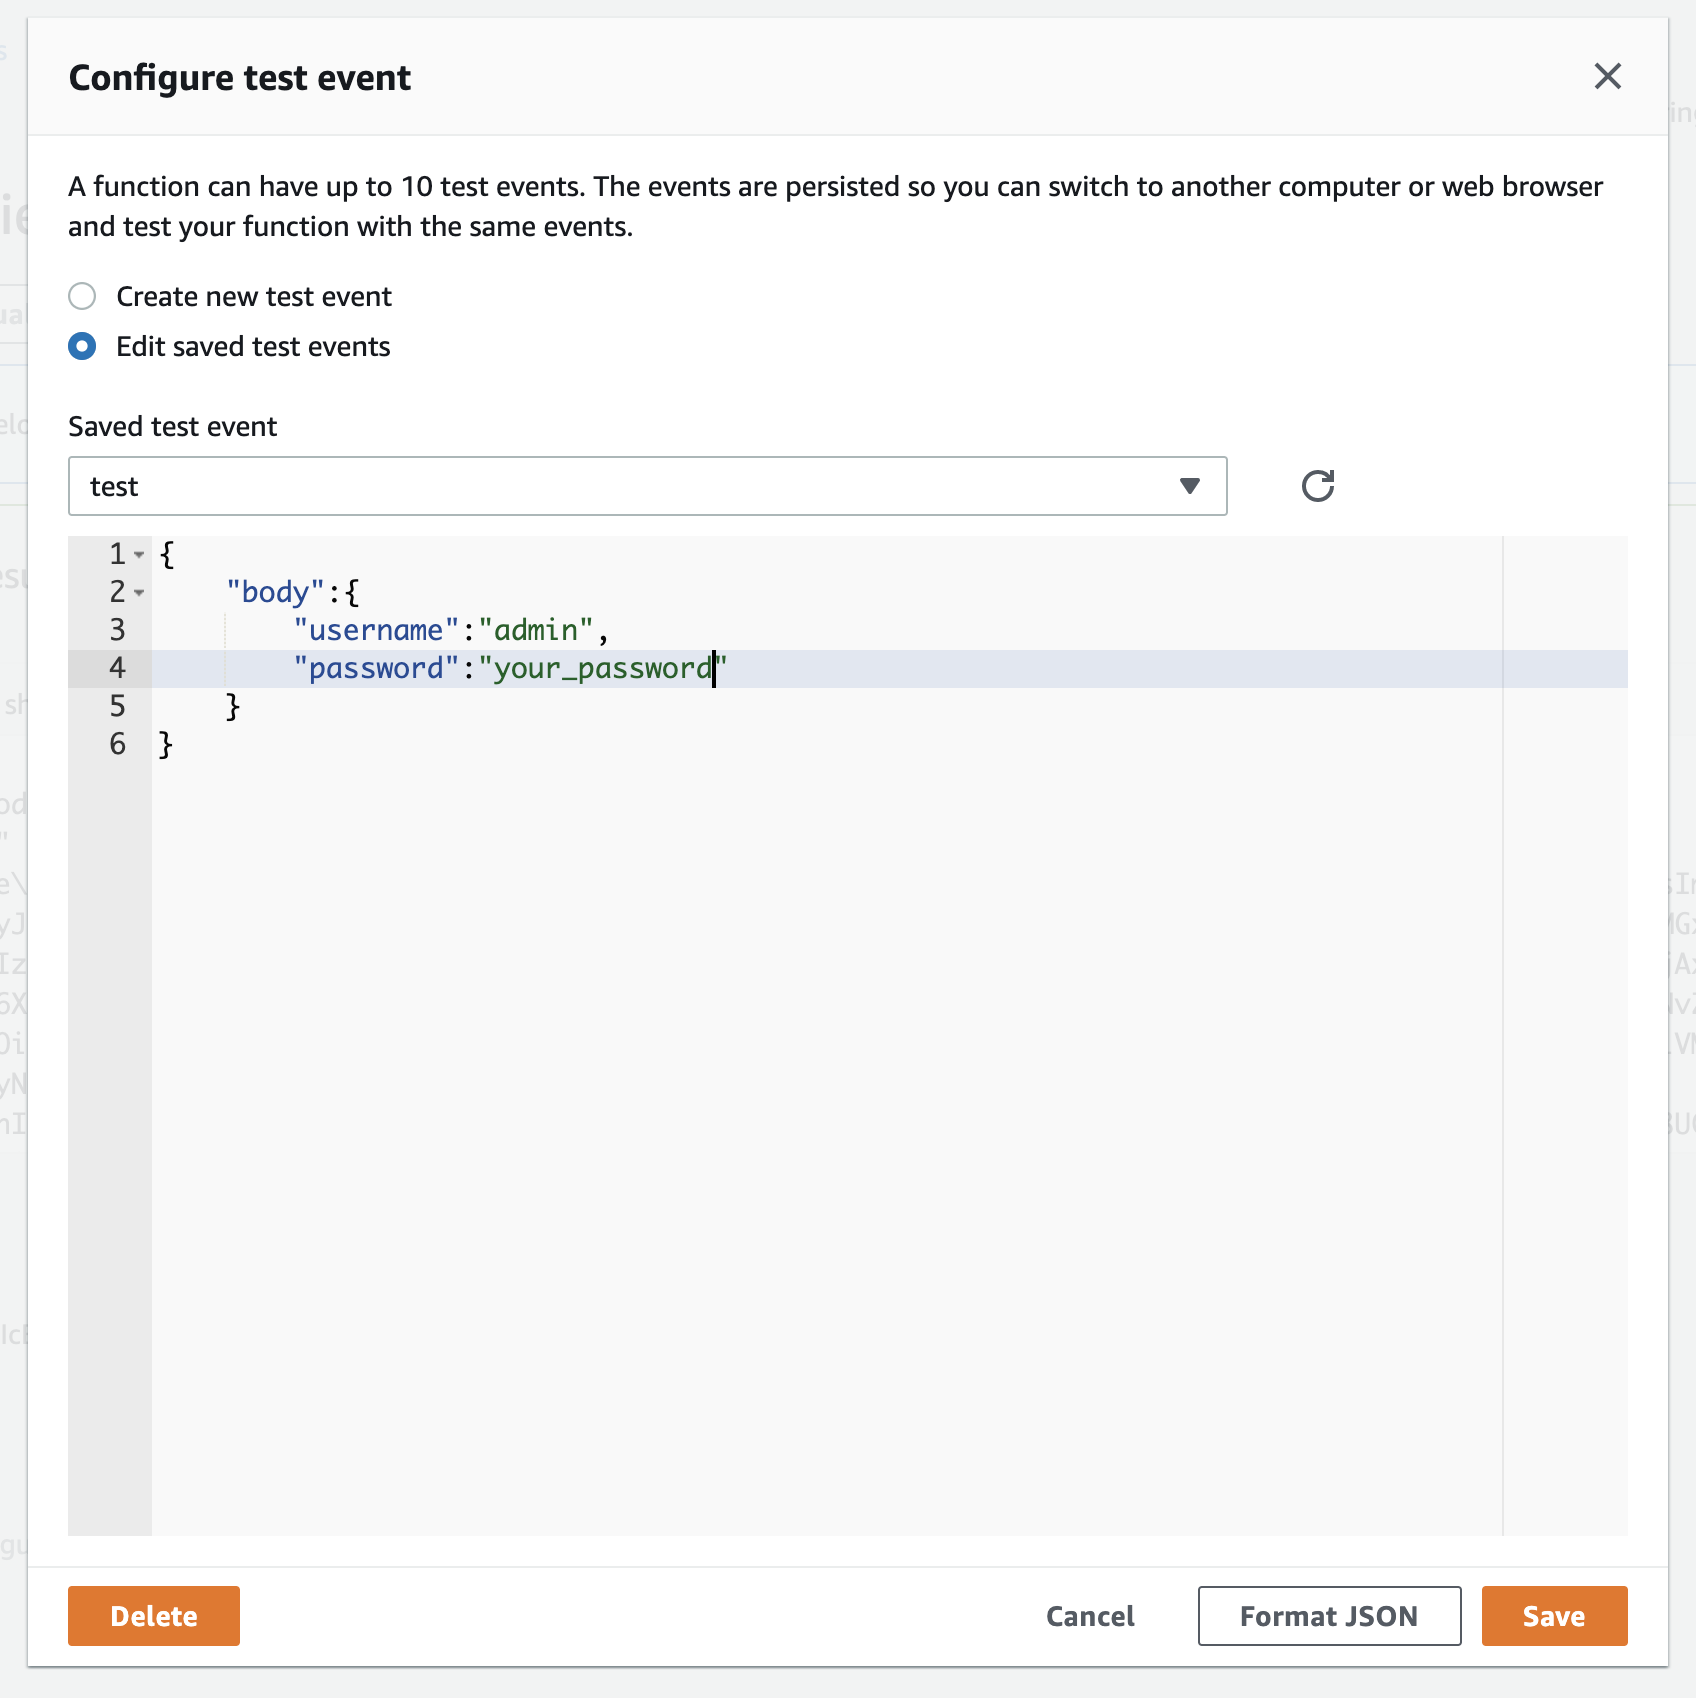 Configure test event
A function can have up to 10 test events. The events are persisted so you can switch to another computer or web browser
and test your function with the same events.
Create new test event
Edit saved test events
Saved test event
test
1 {
2 "body":{
3 "username":"admin",
4 "password":"your_password"
5 }
6 }
Delete Cancel Format JSON Save